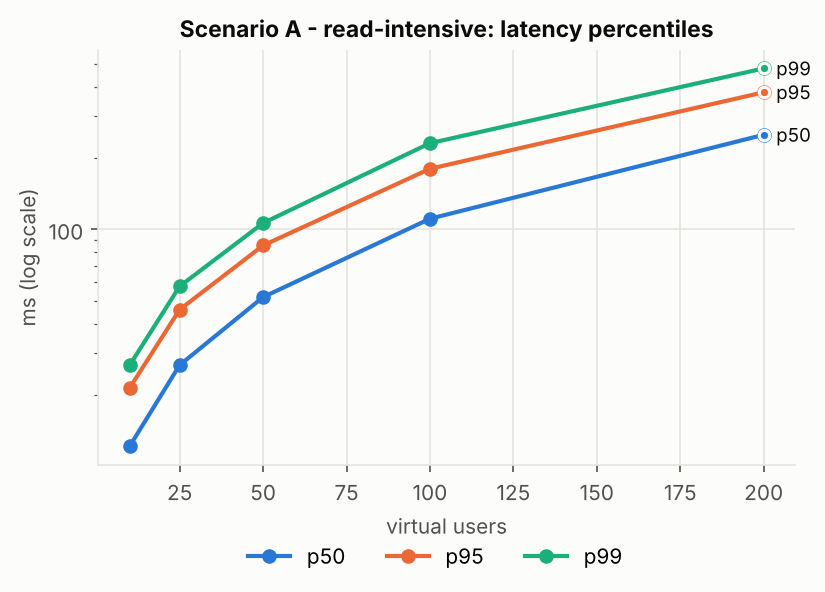 Scenario A - read-intensive: latency percentiles
p99
p95
p50
100
ms (log scale)
25 50 75 100 125 150 175 200
virtual users
p50 p95 p99